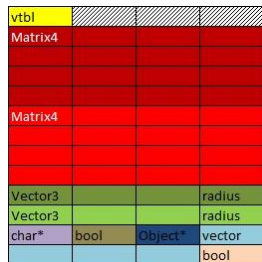 vtbl
Matrix4
Matrix4
Vector3 radius
Vector3 radius
char* bool Object* vector
bool